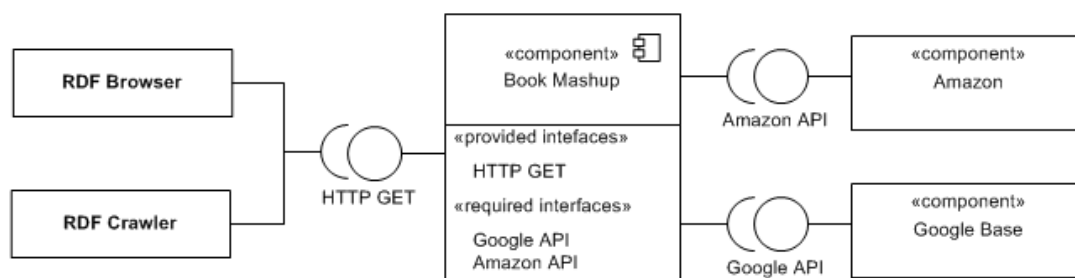 RDF Browser
RDF Crawler
HTTP GET
«component»
Book Mashup
«provided intefaces»
HTTP GET
«required interfaces»
Google API
Amazon API
Amazon API
Google API
«component»
Amazon
«component»
Google Base